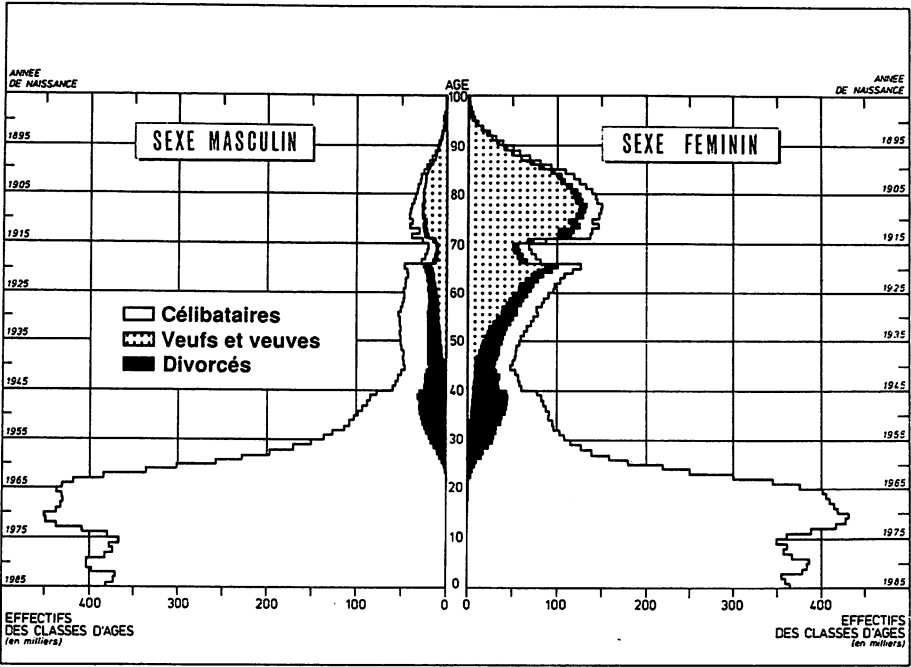 ANNEE
DE NAISSANCE
AGE
ANNEE
DE NAISSANCE
100
1895
SEXE MASCULIN
90
SEXE FEMININ
1895
1905
80
1905
1915
70
1915
1925
60
1925
Célibataires
Veufs et veuves
Divorcés
1935
50
1935
1945
40
1945
1955
30
1955
1965
20
1965
1975
10
1975
1985
0
1985
400
300
200
100
0
0
100
200
300
400
EFFECTIFS
DES CLASSES D'AGES
(en milliers)
EFFECTIFS
DES CLASSES D'AGES
(en milliers)